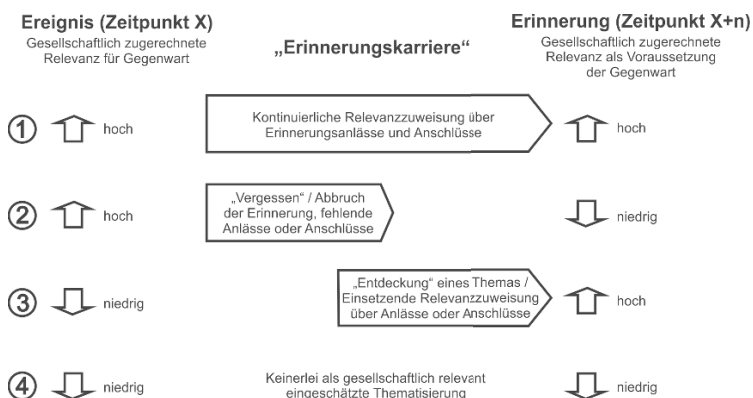 Ereignis (Zeitpunkt X)
Gesellschaftlich zugerechnete
Relevanz für Gegenwart
„Erinnerungskarriere“
Erinnerung (Zeitpunkt X+n)
Gesellschaftlich zugerechnete
Relevanz als Voraussetzung
der Gegenwart
1
hoch
Kontinuierliche Relevanzzuweisung über
Erinnerungsanlässe und Anschlüsse
hoch
2
hoch
„Vergessen“ / Abbruch
der Erinnerung, fehlende
Anlässe oder Anschlüsse
niedrig
3
niedrig
„Entdeckung“ eines Themas /
Einsetzende Relevanzzuweisung
über Anlässe oder Anschlüsse
hoch
4
niedrig
Keinerlei als gesellschaftlich relevant
eingeschätzte Thematisierung
niedrig